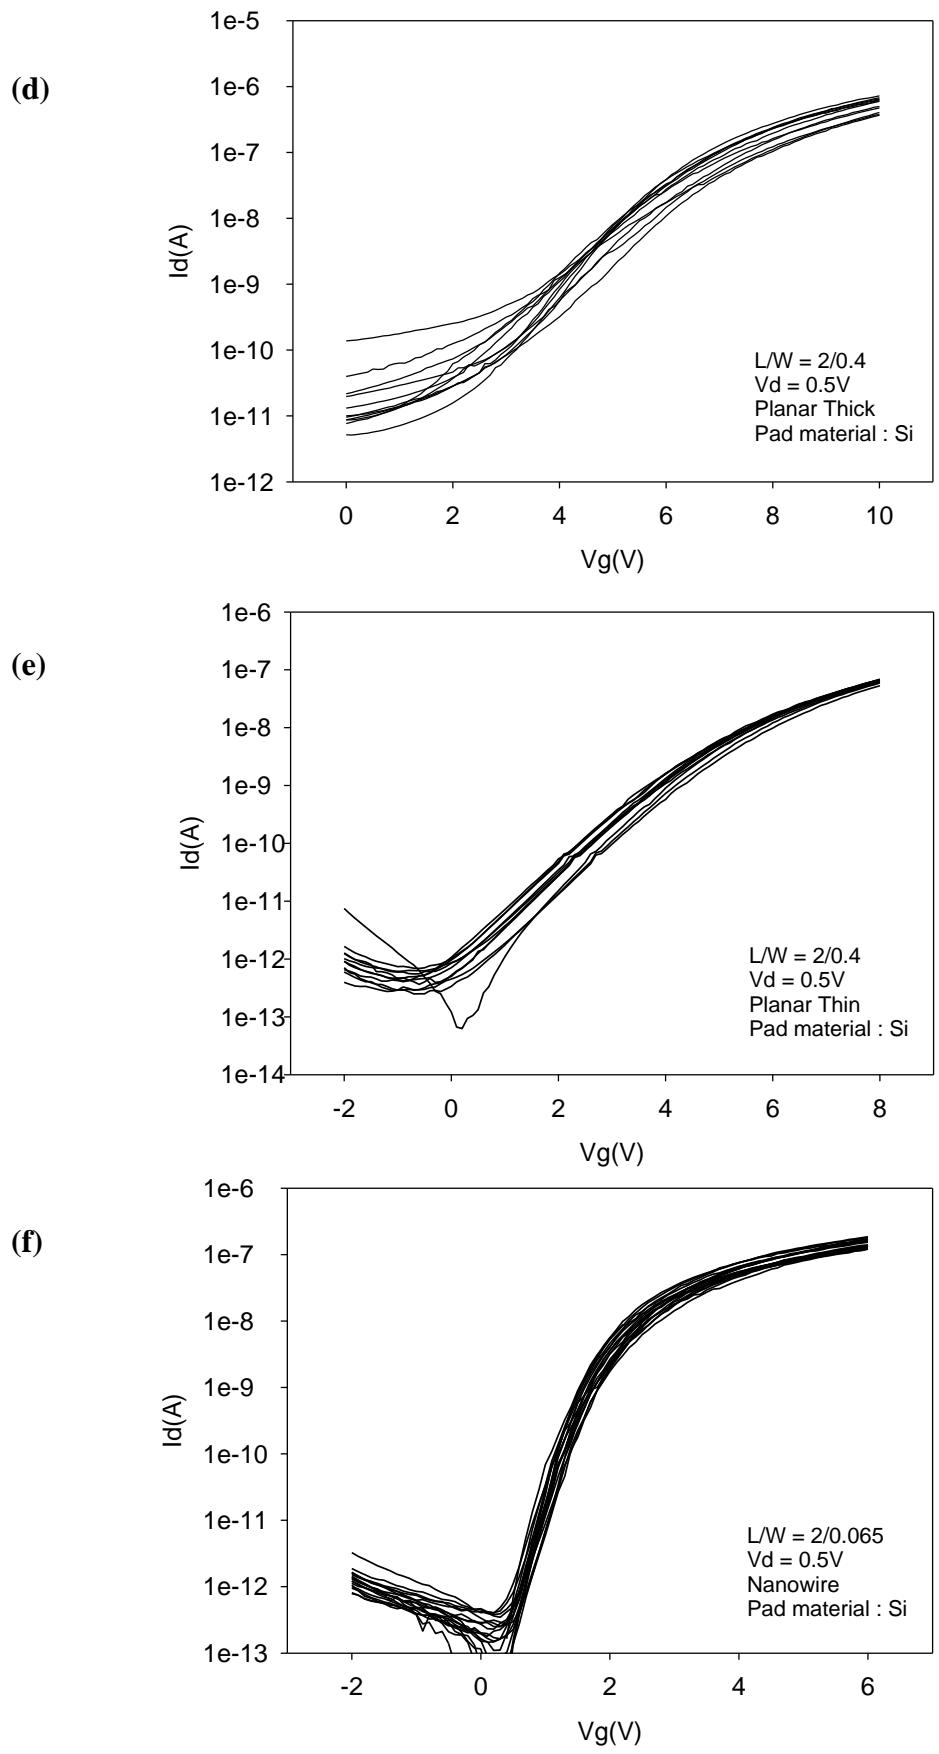 (d)
1e-5
1e-6
1e-7
1e-8
1e-9
1e-10
1e-11
1e-12
Id(A)
L/W = 2/0.4
Vd = 0.5V
Planar Thick
Pad material : Si
0 2 4 6 8 10
Vg(V)
(e)
1e-6
1e-7
1e-8
1e-9
1e-10
1e-11
1e-12
1e-13
1e-14
Id(A)
L/W = 2/0.4
Vd = 0.5V
Planar Thin
Pad material : Si
-2 0 2 4 6 8
Vg(V)
(f)
1e-6
1e-7
1e-8
1e-9
1e-10
1e-11
1e-12
1e-13
Id(A)
L/W = 2/0.065
Vd = 0.5V
Nanowire
Pad material : Si
-2 0 2 4 6
Vg(V)